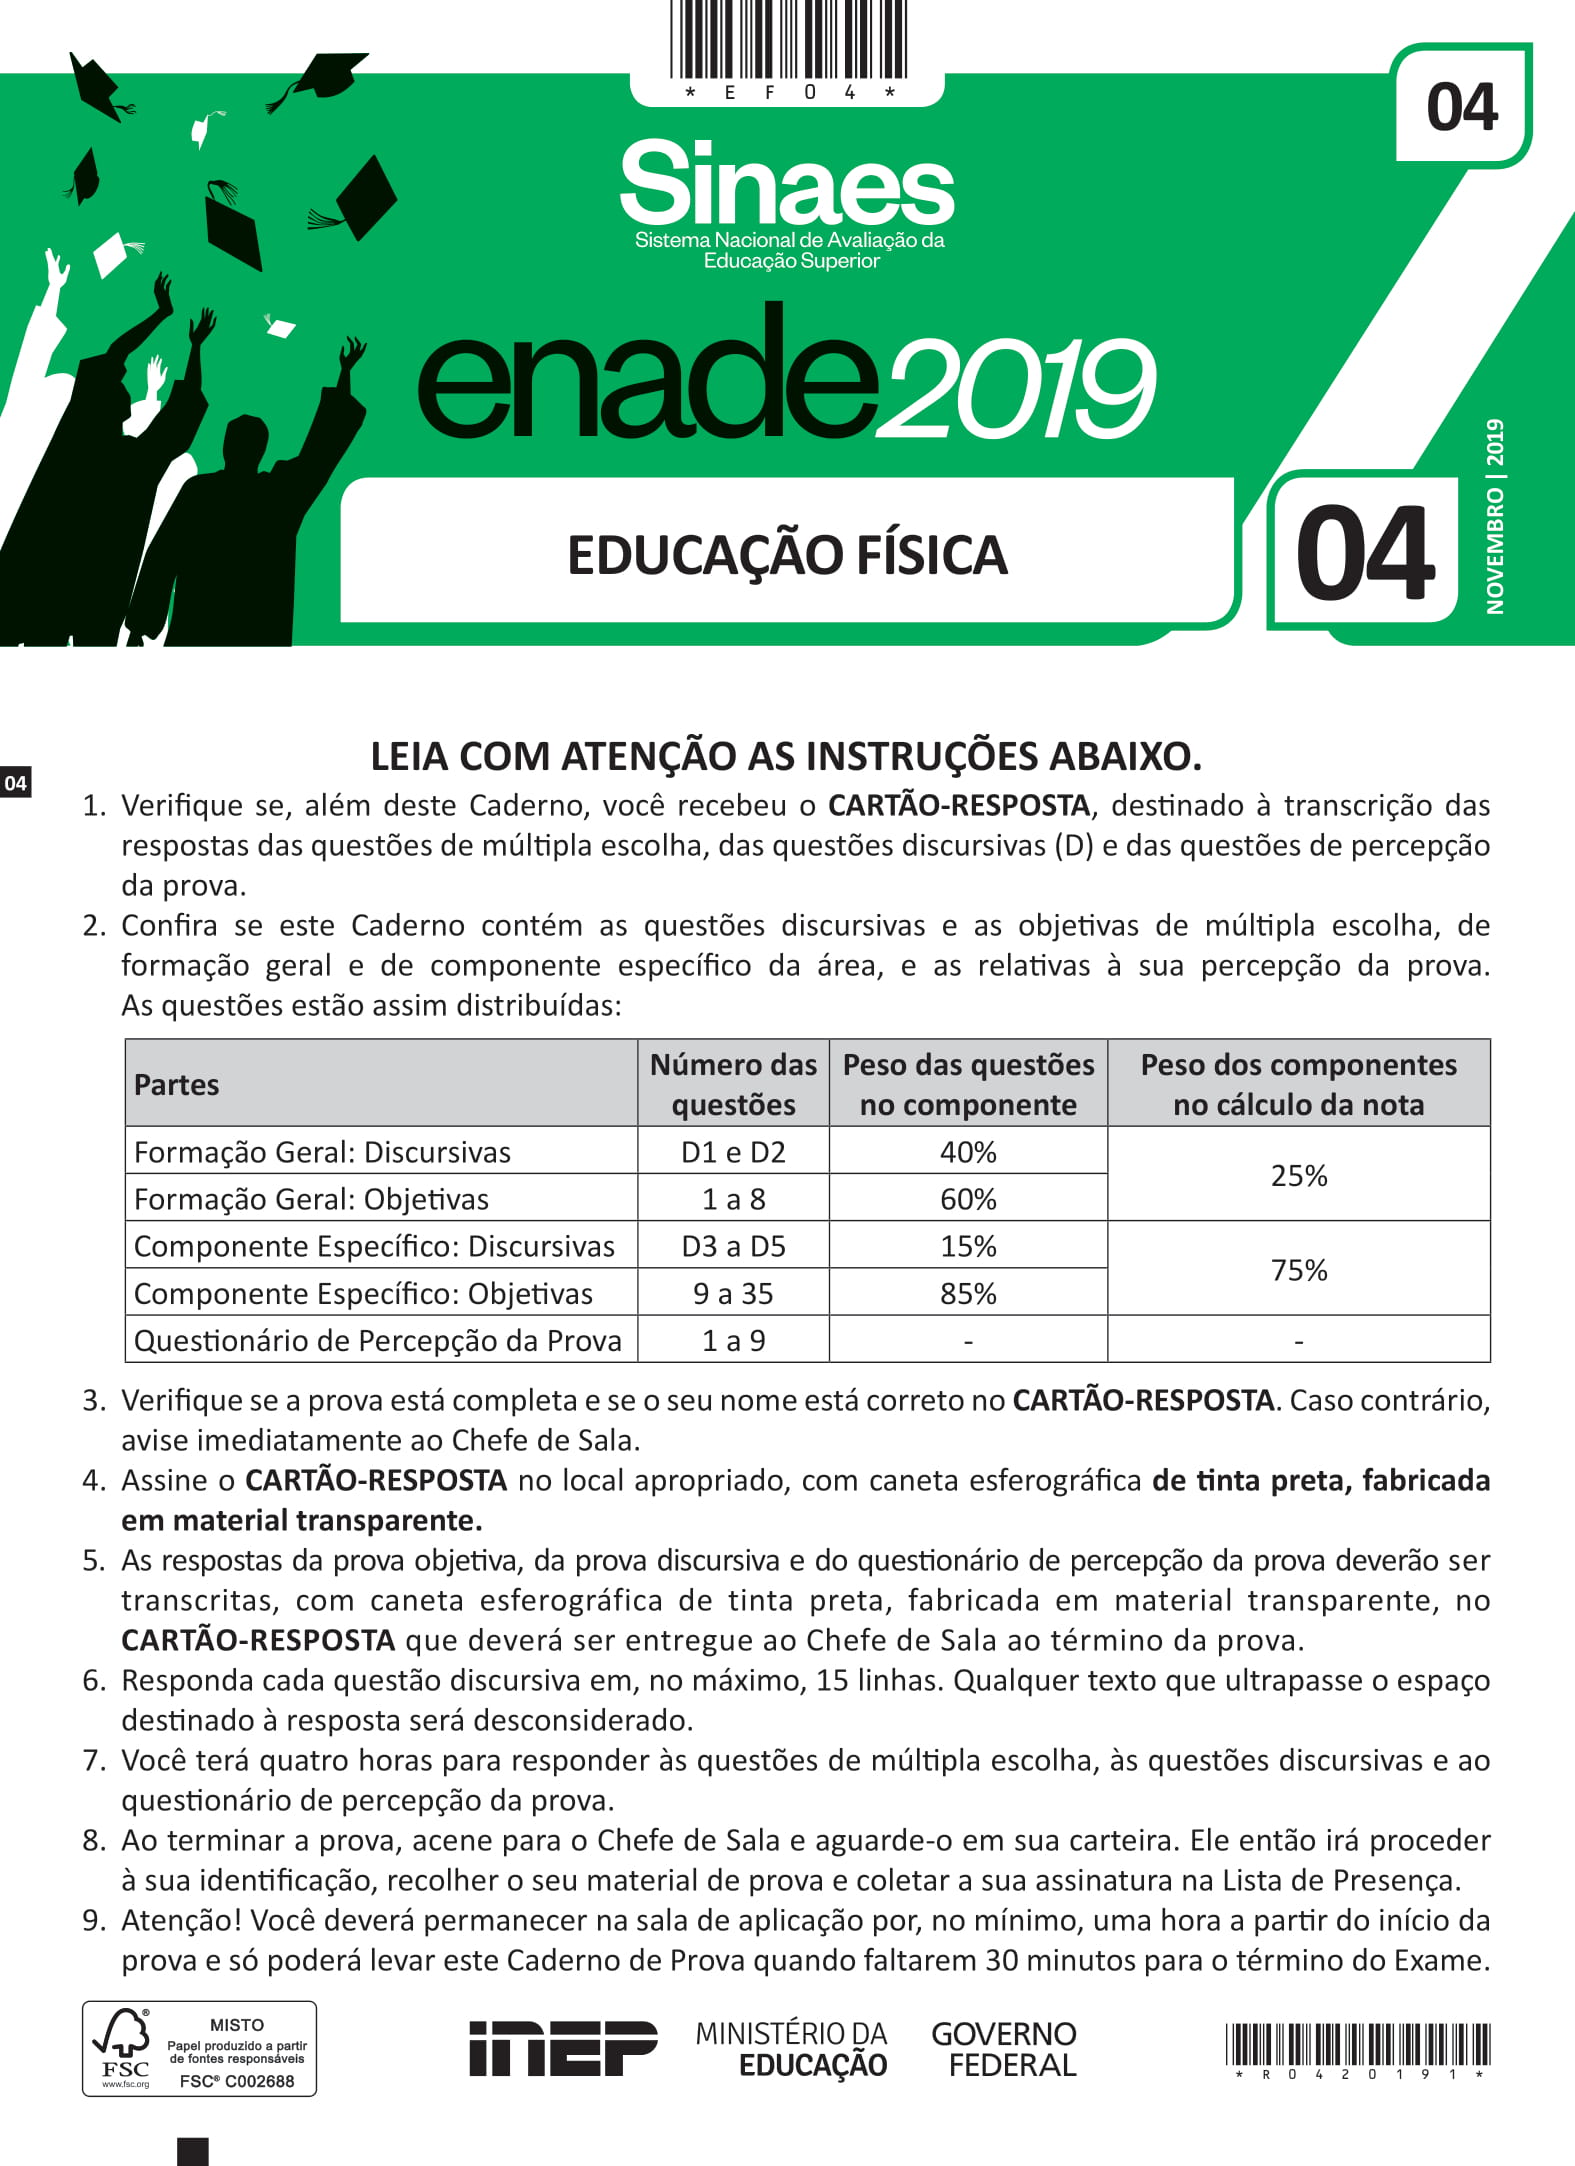 * E F 0 4 *
04
Sinaes
Sistema Nacional de Avaliação da
Educação Superior
enade2019
EDUCAÇÃO FÍSICA
04
NOVEMBRO | 2019
LEIA COM ATENÇÃO AS INSTRUÇÕES ABAIXO.
04
1. Verifique se, além deste Caderno, você recebeu o CARTÃO-RESPOSTA, destinado à transcrição das
respostas das questões de múltipla escolha, das questões discursivas (D) e das questões de percepção
da prova.
2. Confira se este Caderno contém as questões discursivas e as objetivas de múltipla escolha, de
formação geral e de componente específico da área, e as relativas à sua percepção da prova.
As questões estão assim distribuídas:
Partes Número das questões Peso das questões no componente Peso dos componentes no cálculo da nota
Formação Geral: Discursivas D1 e D2 40% 25%
Formação Geral: Objetivas 1 a 8 60%
Componente Específico: Discursivas D3 a D5 15% 75%
Componente Específico: Objetivas 9 a 35 85%
Questionário de Percepção da Prova 1 a 9 - -
3. Verifique se a prova está completa e se o seu nome está correto no CARTÃO-RESPOSTA. Caso contrário,
avise imediatamente ao Chefe de Sala.
4. Assine o CARTÃO-RESPOSTA no local apropriado, com caneta esferográfica de tinta preta, fabricada
em material transparente.
5. As respostas da prova objetiva, da prova discursiva e do questionário de percepção da prova deverão ser
transcritas, com caneta esferográfica de tinta preta, fabricada em material transparente, no
CARTÃO-RESPOSTA que deverá ser entregue ao Chefe de Sala ao término da prova.
6. Responda cada questão discursiva em, no máximo, 15 linhas. Qualquer texto que ultrapasse o espaço
destinado à resposta será desconsiderado.
7. Você terá quatro horas para responder às questões de múltipla escolha, às questões discursivas e ao
questionário de percepção da prova.
8. Ao terminar a prova, acene para o Chefe de Sala e aguarde-o em sua carteira. Ele então irá proceder
à sua identificação, recolher o seu material de prova e coletar a sua assinatura na Lista de Presença.
9. Atenção! Você deverá permanecer na sala de aplicação por, no mínimo, uma hora a partir do início da
prova e só poderá levar este Caderno de Prova quando faltarem 30 minutos para o término do Exame.
®
FSC
www.fsc.org
MISTO
Papel produzido a partir
de fontes responsáveis
FSC® C002688
INEP
MINISTÉRIO DA
EDUCAÇÃO
GOVERNO
FEDERAL
* R 0 4 2 0 1 9 1 *